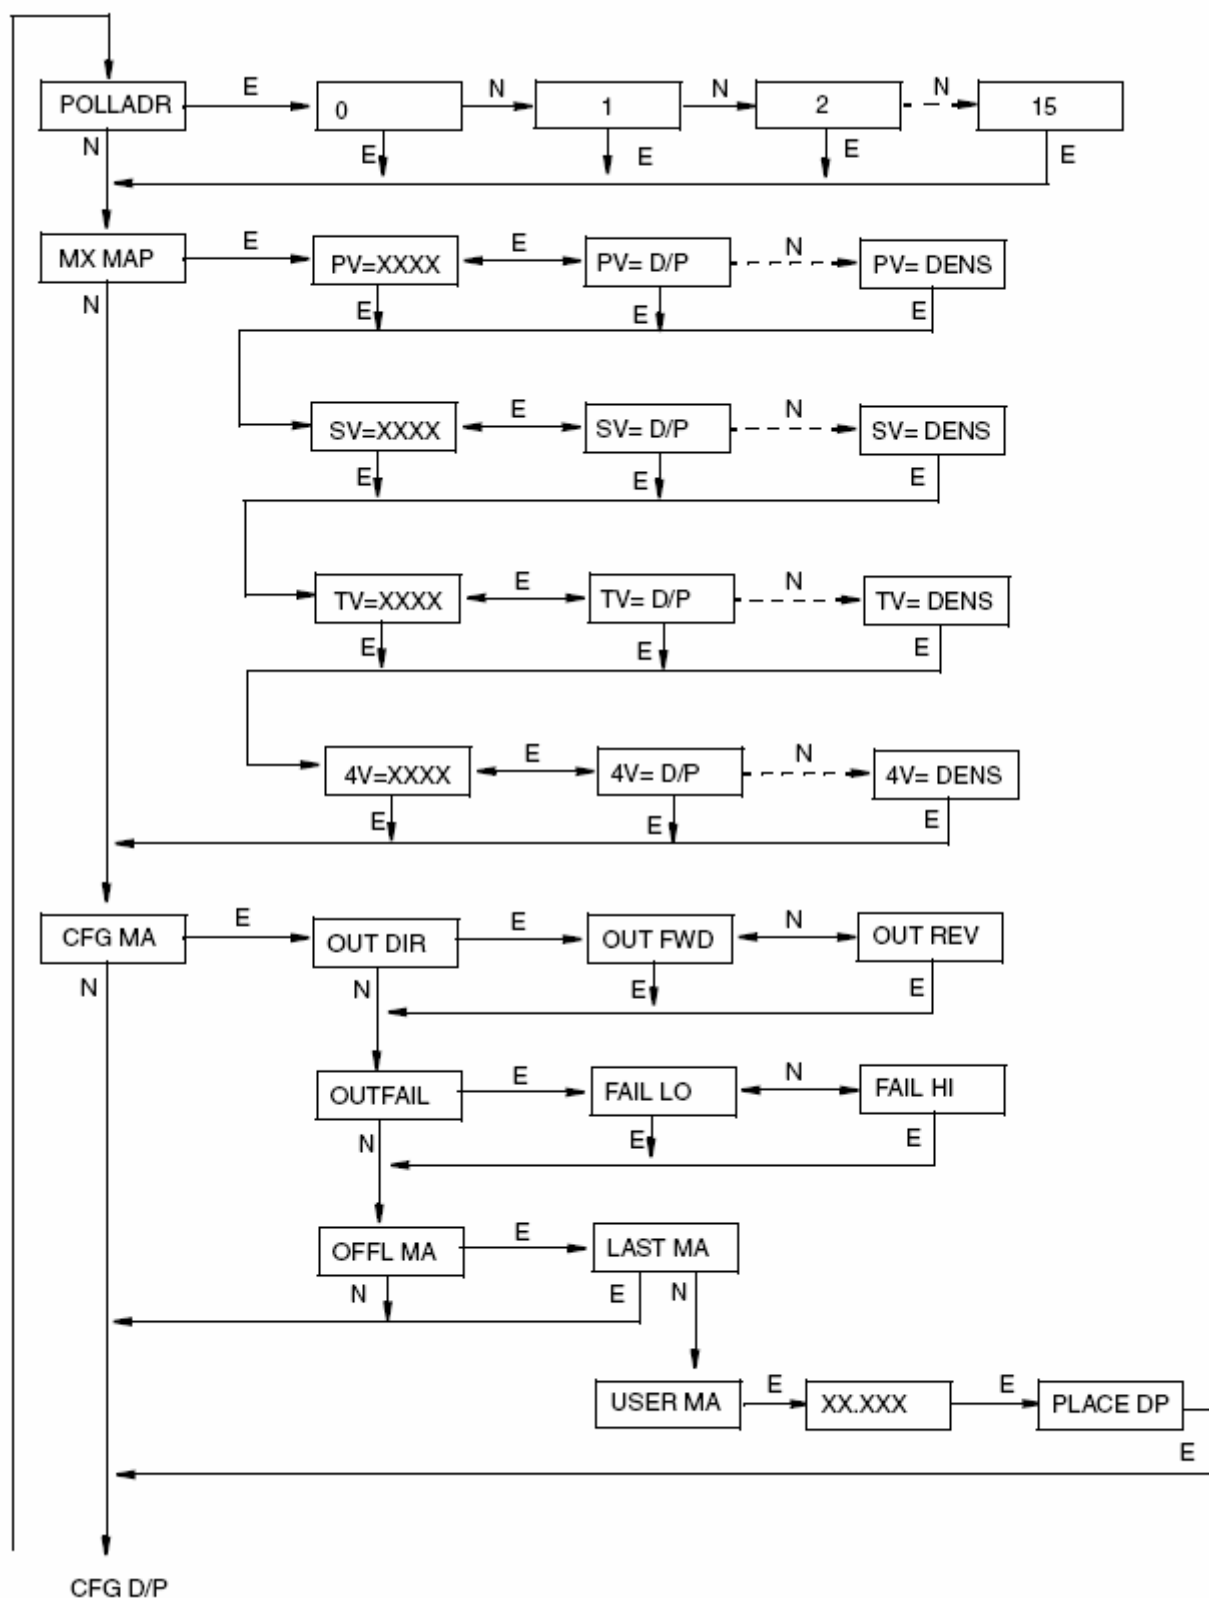 E N N N
POLLADR 0 1 2 15
N E E E E
E E N
MX MAP PV=XXXX PV= D/P PV= DENS
N E E E
E N
SV=XXXX SV= D/P SV= DENS
E E E
E N
TV=XXXX TV= D/P TV= DENS
E E E
E N
4V=XXXX 4V= D/P 4V= DENS
E E E
E E N
CFG MA OUT DIR OUT FWD OUT REV
N N E E
E N
OUTFAIL FAIL LO FAIL HI
N E E
E
OFFL MA LAST MA
N E N
E E
USER MA XX.XXX PLACE DP
E
CFG D/P